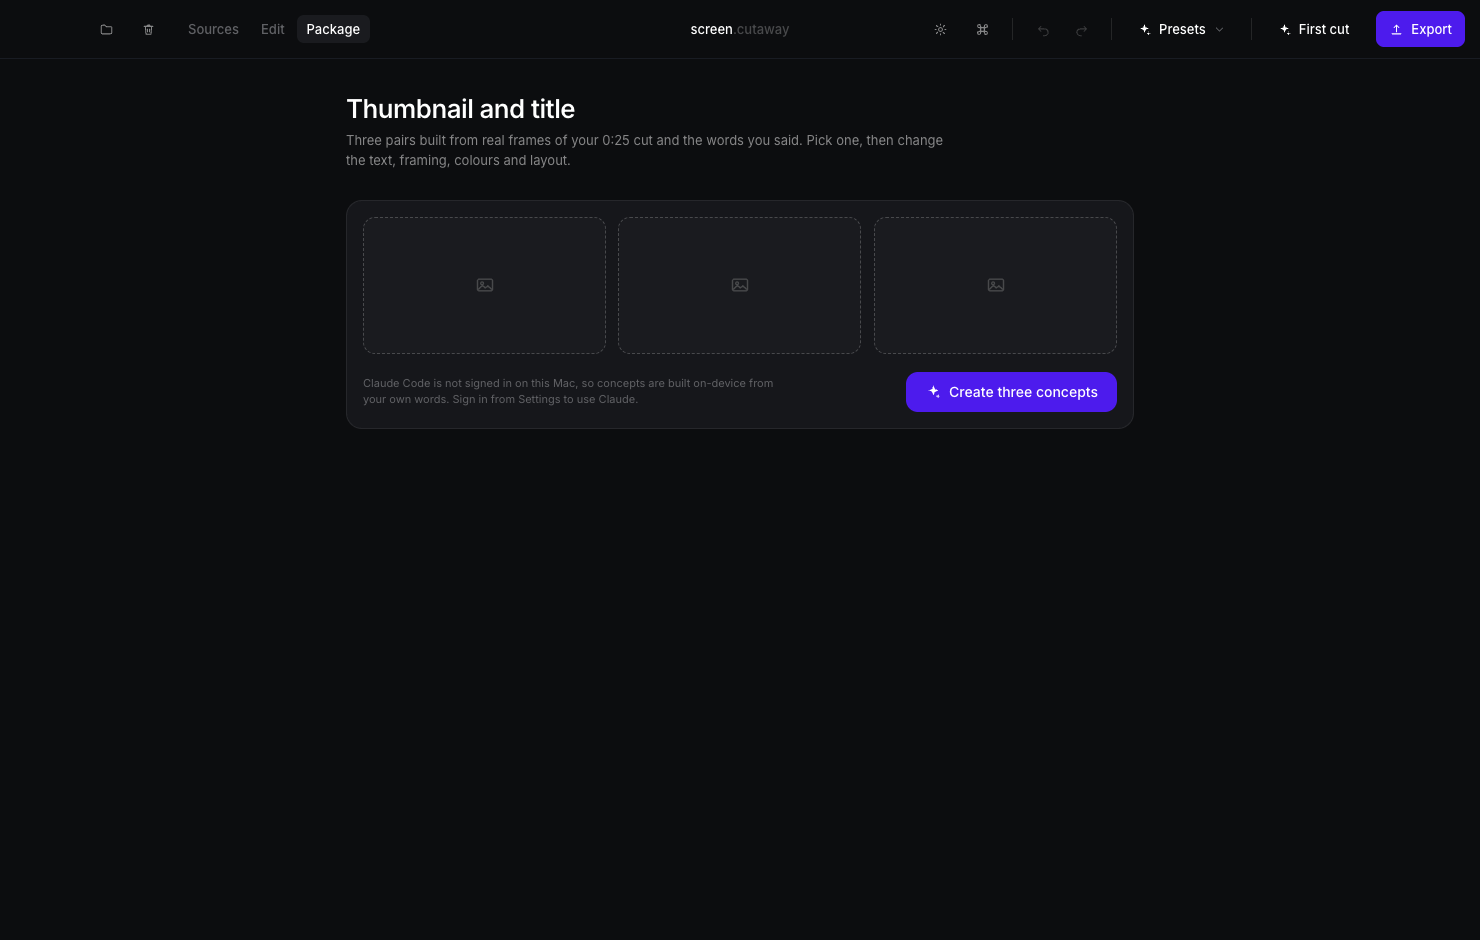 Sources Edit Package
screen.cutaway
Presets
First cut
Export
Thumbnail and title
Three pairs built from real frames of your 0:25 cut and the words you said. Pick one, then change
the text, framing, colours and layout.
Claude Code is not signed in on this Mac, so concepts are built on-device from
your own words. Sign in from Settings to use Claude.
Create three concepts